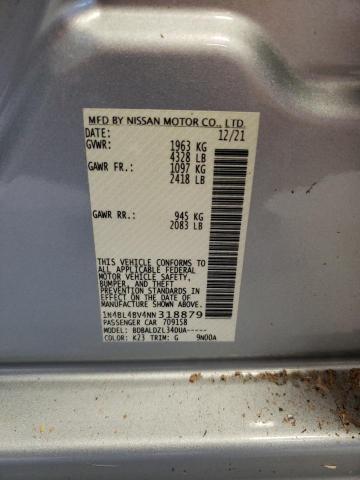 MFD BY NISSAN MOTOR CO., LTD.
DATE: 12/21
GVWR: 1963 KG
4328 LB
GAWR FR: 1097 KG
2418 LB
GAWR RR: 945 KG
2083 LB
THIS VEHICLE CONFORMS TO ALL
APPLICABLE FEDERAL MOTOR
MOTOR VEHICLE SAFETY,
BUMPER, AND THEFT
PREVENTION STANDARDS IN
EFFECT ON THE DATE OF
MANUFACTURE SHOWN ABOVE.
1N4BL4BV4NN318879
PASSENGER CAR 709158
MODEL: BDBALDZL34DUA-----
COLOR: K23 TRIM: G 9N00A